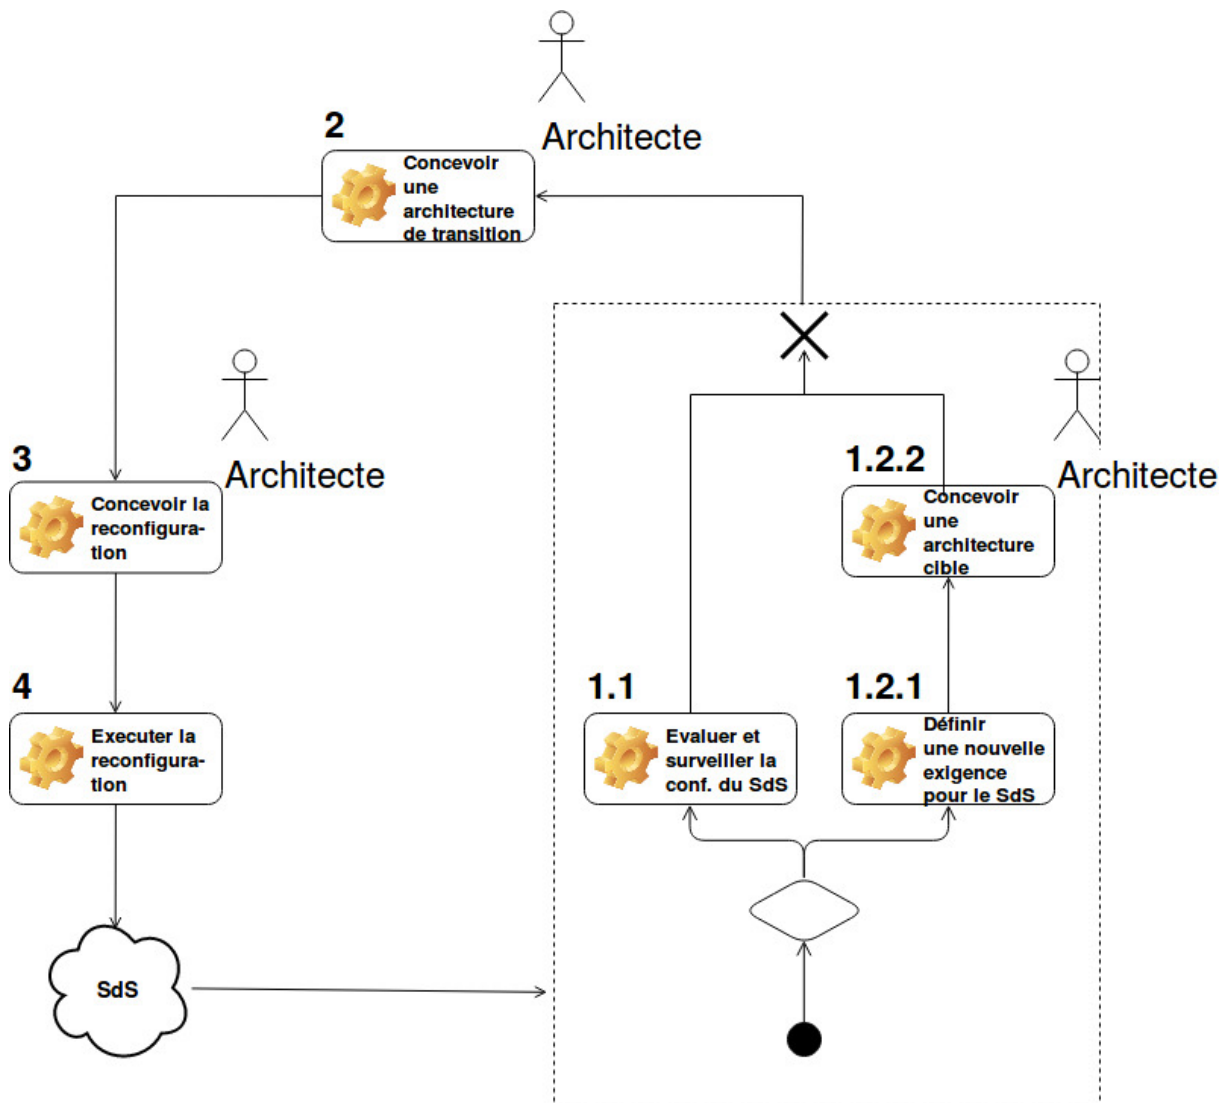 Architecte
2
Concevoir
une
architecture
de transition
Architecte
3
Concevoir la
reconfigura-
tion
Architecte
1.2.2
Concevoir
une
architecture
cible
4
Executer la
reconfigura-
tion
1.1
Evaluer et
surveiller la
conf. du SdS
1.2.1
Définir
une nouvelle
exigence
pour le SdS
SdS